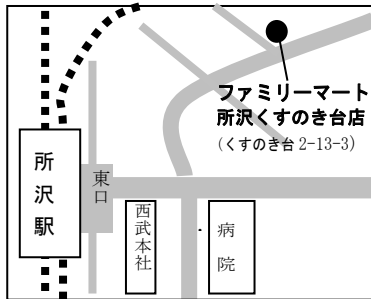 ファミリーマート
所沢くすのき台店
(くすのき台 2-13-3)
所沢駅
東口
西武本社
病院